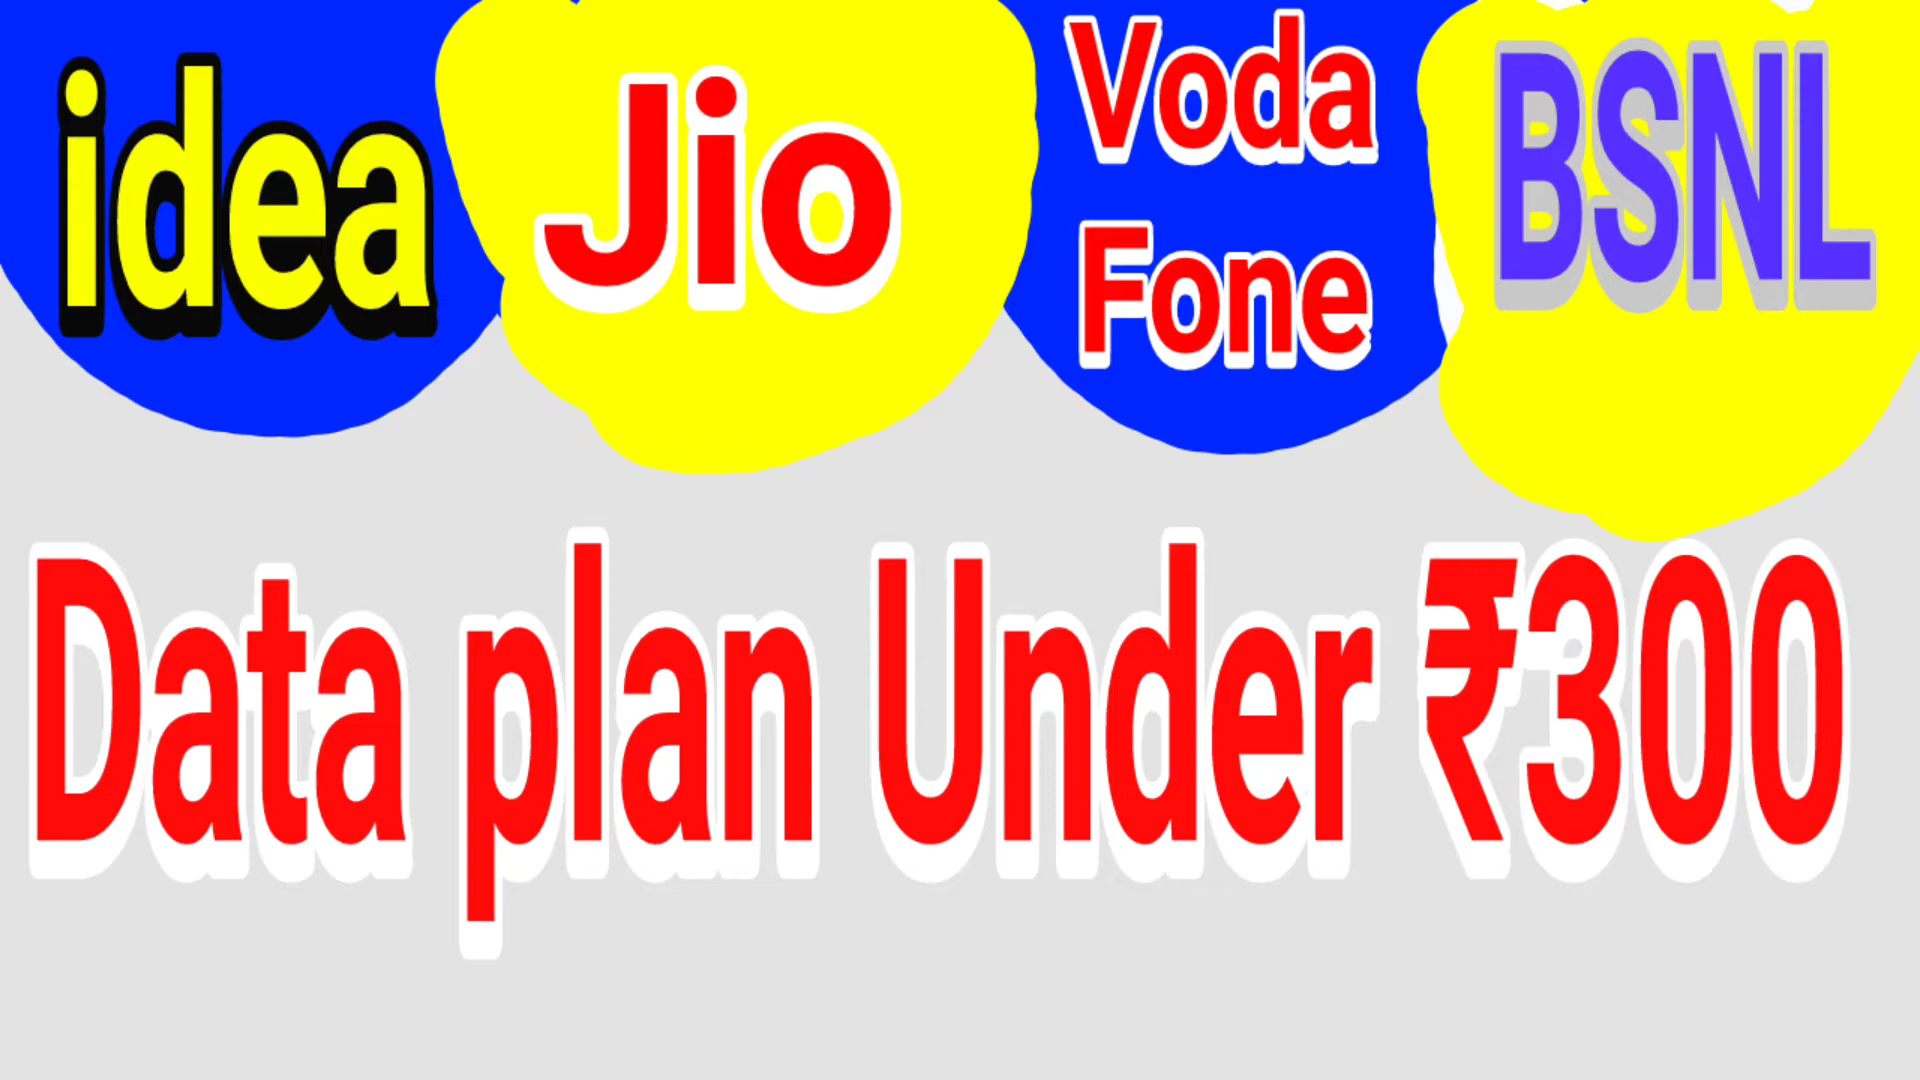 idea
Jio
Voda
Fone
BSNL
Data plan Under ₹300